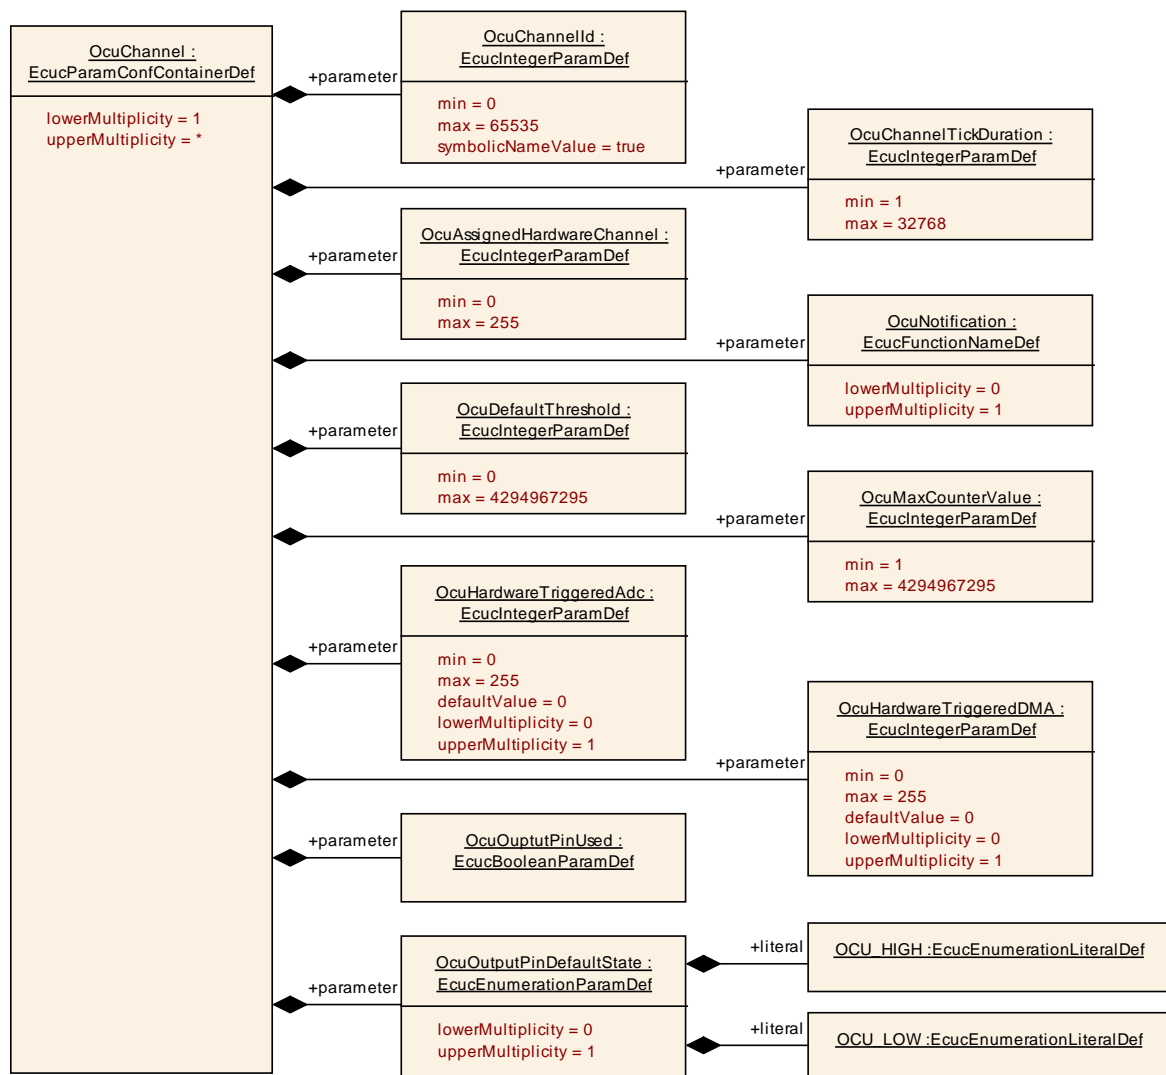 OcuChannel :
EcucParamConfContainerDef
lowerMultiplicity = 1
upperMultiplicity = *
+parameter
OcuChannelId :
EcucIntegerParamDef
min = 0
max = 65535
symbolicNameValue = true
+parameter
OcuChannelTickDuration :
EcucIntegerParamDef
min = 1
max = 32768
+parameter
OcuAssignedHardwareChannel :
EcucIntegerParamDef
min = 0
max = 255
+parameter
OcuNotification :
EcucFunctionNameDef
lowerMultiplicity = 0
upperMultiplicity = 1
+parameter
OcuDefaultThreshold :
EcucIntegerParamDef
min = 0
max = 4294967295
+parameter
OcuMaxCounterValue :
EcucIntegerParamDef
min = 1
max = 4294967295
+parameter
OcuHardwareTriggeredAdc :
EcucIntegerParamDef
min = 0
max = 255
defaultValue = 0
lowerMultiplicity = 0
upperMultiplicity = 1
+parameter
OcuHardwareTriggeredDMA :
EcucIntegerParamDef
min = 0
max = 255
defaultValue = 0
lowerMultiplicity = 0
upperMultiplicity = 1
+parameter
OcuOuptutPinUsed :
EcucBooleanParamDef
+parameter
OcuOutputPinDefaultState :
EcucEnumerationParamDef
lowerMultiplicity = 0
upperMultiplicity = 1
+literal
OCU_HIGH :EcucEnumerationLiteralDef
+literal
OCU_LOW :EcucEnumerationLiteralDef